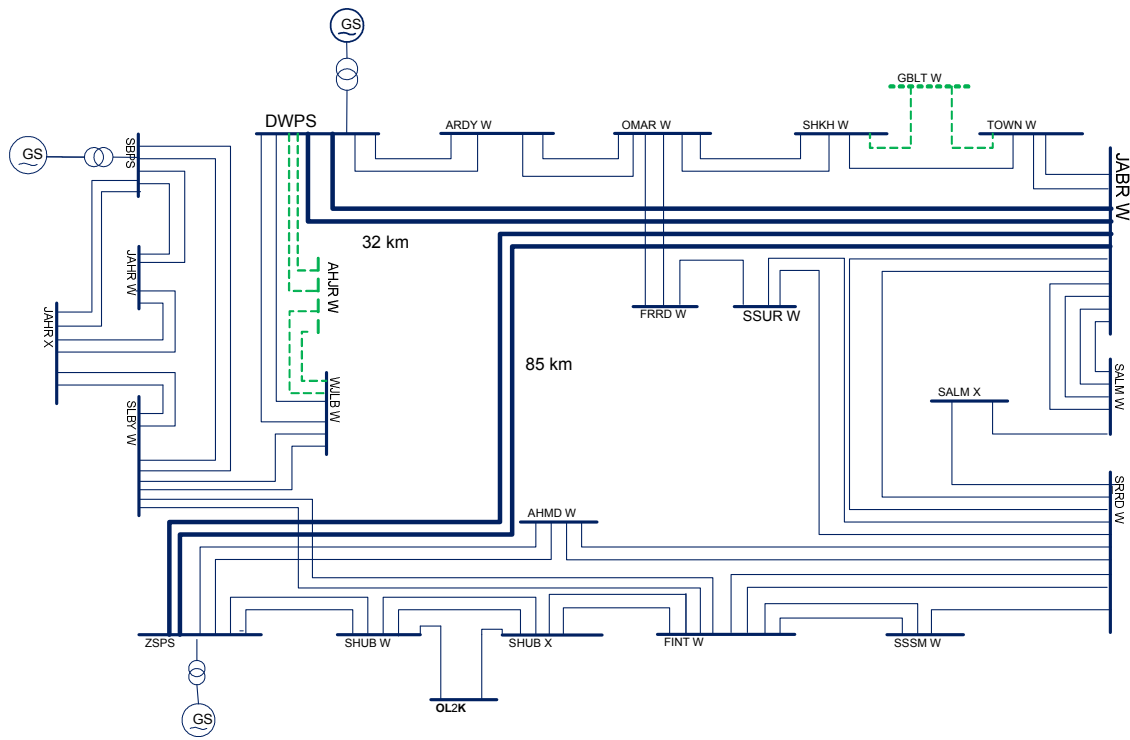 GS
GBLT W
DWPS
ARDY W
OMAR W
SHKH W
TOWN W
GS
SBPS
JABR W
32 km
JAHR W
AHJR W
JAHR X
FRRD W
SSUR W
85 km
WJLB W
SALM W
SALM X
SLBY W
SRRD W
AHMD W
ZSPS
SHUB W
SHUB X
FINT W
SSSM W
OL2K
GS